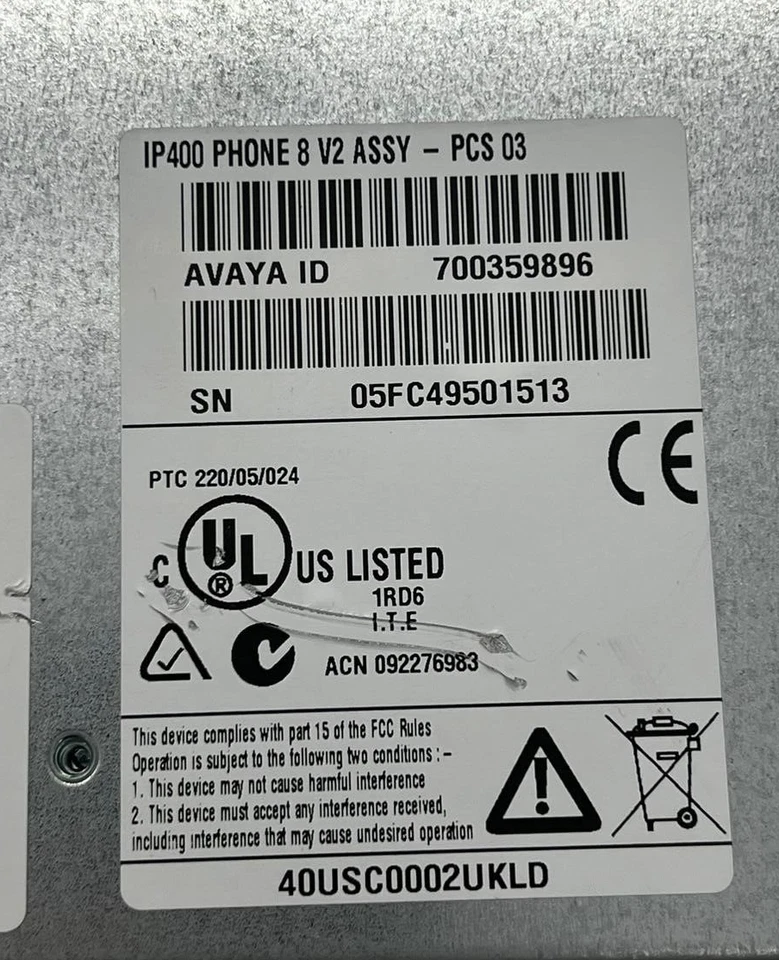 IP400 PHONE 8 V2 ASSY – PCS 03
AVAYA ID 700359896
SN 05FC49501513
CE
PTC 220/05/024
C UL ® US LISTED
1RD6
I.T.E
ACN 092276983
This device complies with part 15 of the FCC Rules
Operation is subject to the following two conditions :–
1. This device may not cause harmful interference
2. This device must accept any interference received,
including interference that may cause undesired operation
40USC0002UKLD